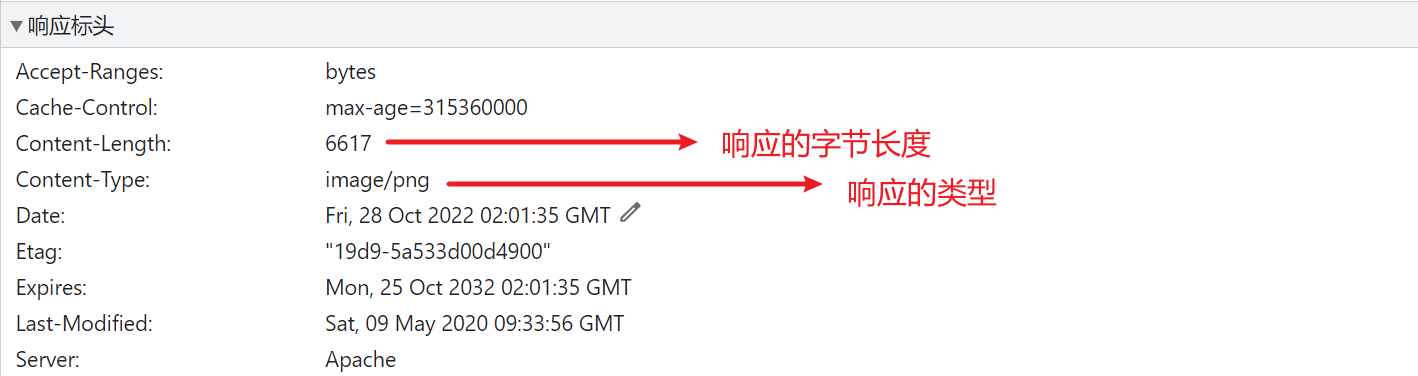 响应标头
Accept-Ranges: bytes
Cache-Control: max-age=315360000
Content-Length: 6617 响应的字节长度
Content-Type: image/png 响应的类型
Date: Fri, 28 Oct 2022 02:01:35 GMT
Etag: "19d9-5a533d00d4900"
Expires: Mon, 25 Oct 2032 02:01:35 GMT
Last-Modified: Sat, 09 May 2020 09:33:56 GMT
Server: Apache